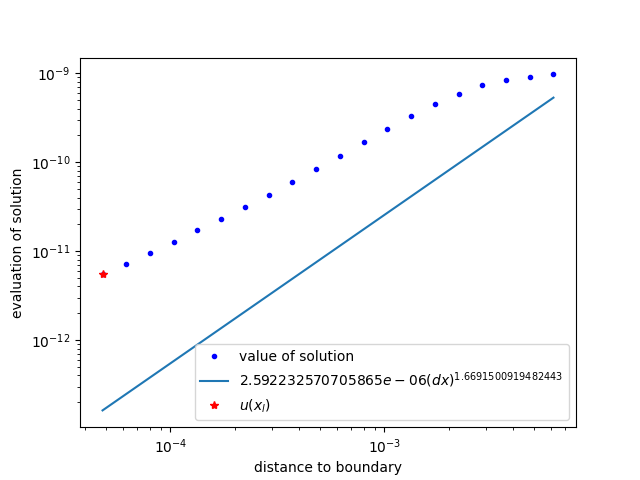 10⁻⁹
10⁻¹⁰
10⁻¹¹
10⁻¹²
evaluation of solution
value of solution
2.592232570705865e − 06(dx)^1.6691500919482443
u(x_l)
10⁻⁴
10⁻³
distance to boundary